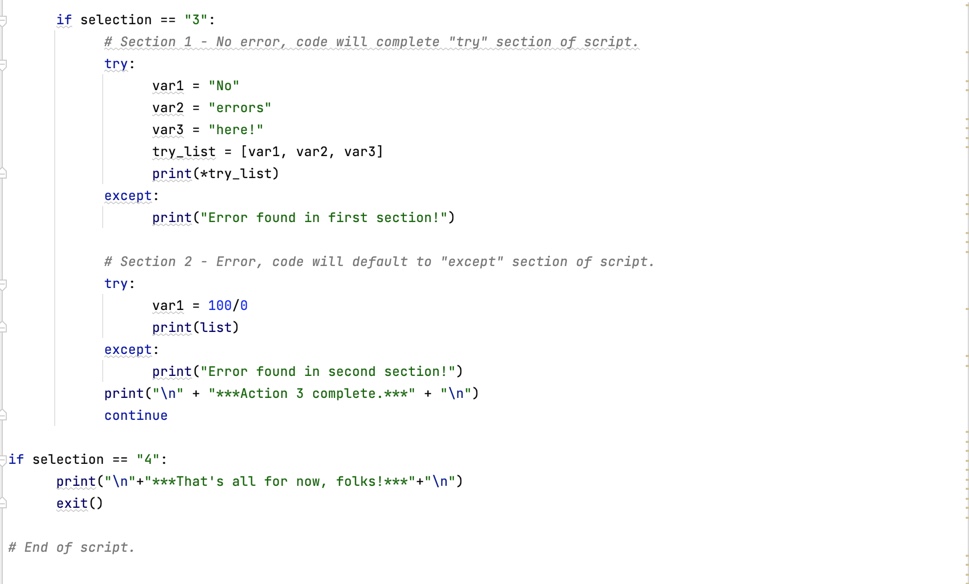 if selection == "3":
# Section 1 - No error, code will complete "try" section of script.
try:
var1 = "No"
var2 = "errors"
var3 = "here!"
try_list = [var1, var2, var3]
print(*try_list)
except:
print("Error found in first section!")
# Section 2 - Error, code will default to "except" section of script.
try:
var1 = 100/0
print(list)
except:
print("Error found in second section!")
print("\n" + "***Action 3 complete.***" + "\n")
continue
if selection == "4":
print("\n"+"***That's all for now, folks!***"+"\n")
exit()
# End of script.